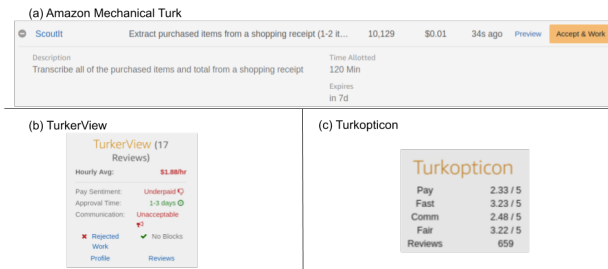 (a) Amazon Mechanical Turk
ScoutIt Extract purchased items from a shopping receipt (1-2 it... 10,129 $0.01 34s ago Preview Accept & Work
Description Time Allotted
Transcribe all of the purchased items and total from a shopping receipt 120 Min
Expires
in 7d
(b) TurkerView
TurkerView (17
Reviews)
Hourly Avg: $1.88/hr
Pay Sentiment: Underpaid
Approval Time: 1-3 days
Communication: Unacceptable
Rejected No Blocks
Work
Profile Reviews
(c) Turkopticon
Turkopticon
Pay 2.33 / 5
Fast 3.23 / 5
Comm 2.48 / 5
Fair 3.22 / 5
Reviews 659